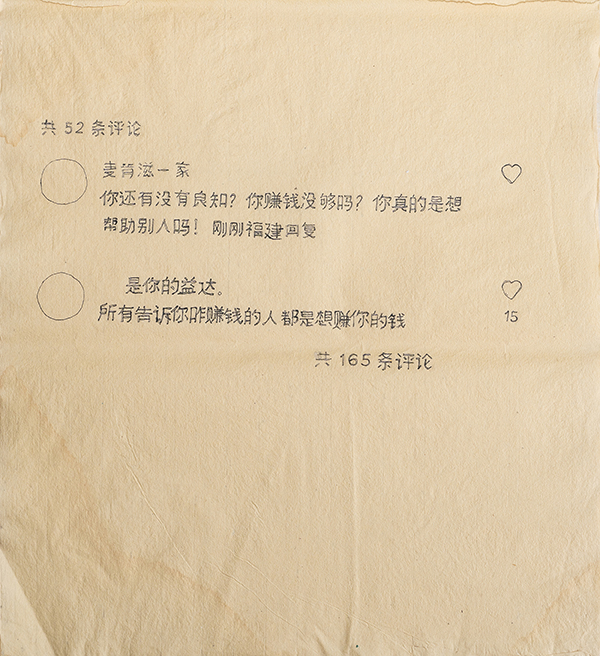 共 52 条评论
麦肯滋一家
你还有没有良知？你赚钱没够吗？你真的是想
帮助别人吗！ 刚刚福建回复
是你的益达。
所有告诉你咋赚钱的人都是想赚你的钱
15
共 165 条评论